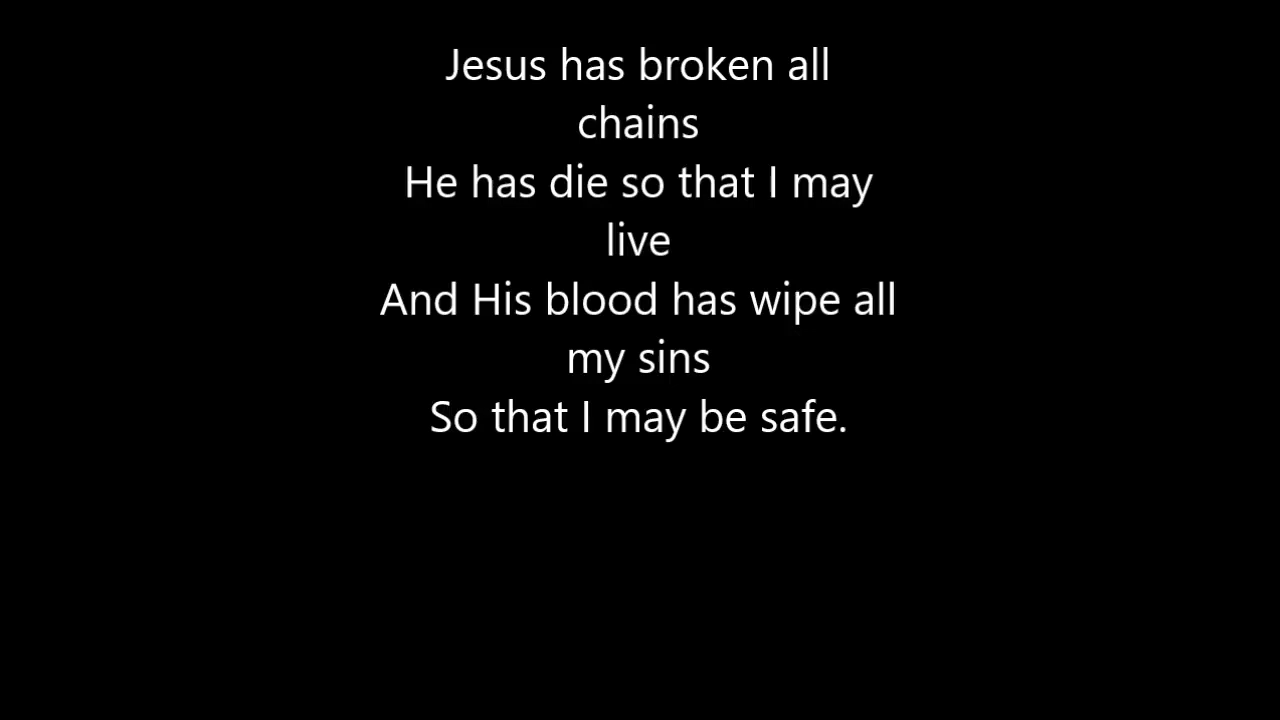 Jesus has broken all
chains
He has die so that I may
live
And His blood has wipe all
my sins
So that I may be safe.